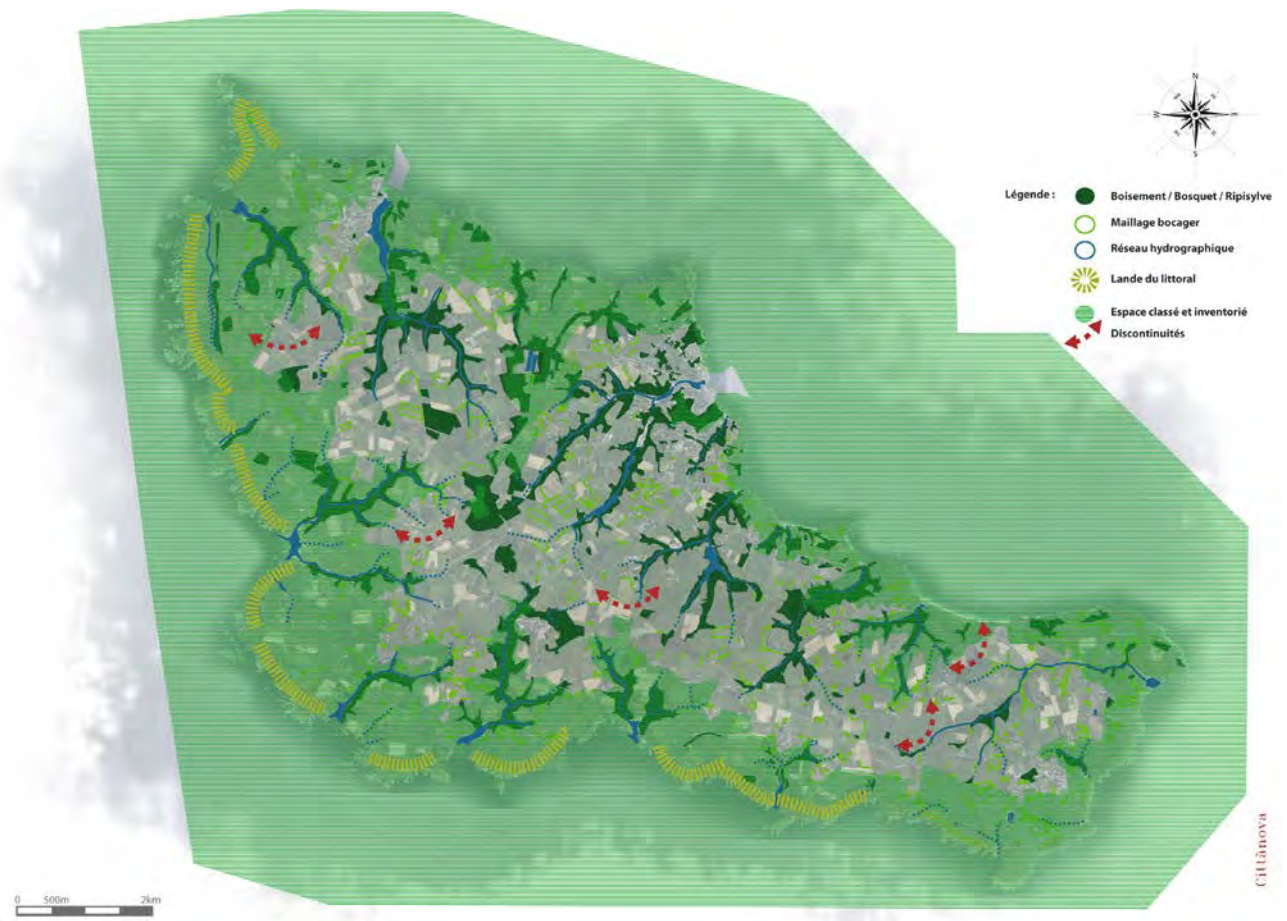 N
W
E
S
Légende :
Boisement / Bosquet / Ripisylve
Maillage bocager
Réseau hydrographique
Lande du littoral
Espace classé et inventorié
Discontinuités
Cittànova
0 500m 2km